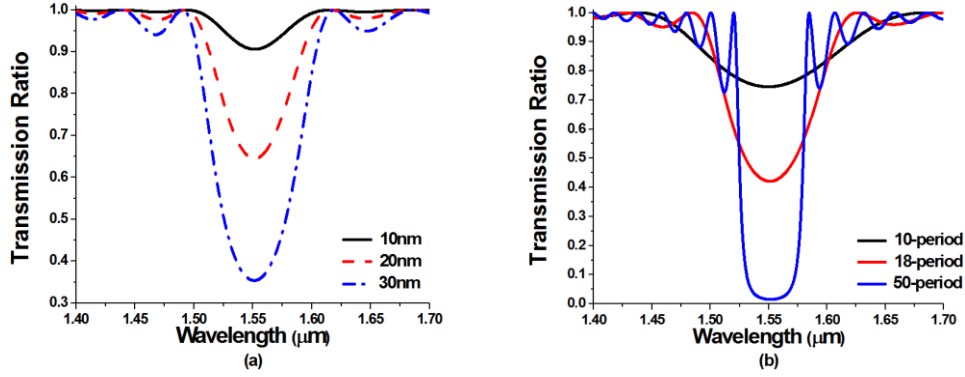 Transmission Ratio
1.0
0.9
0.8
0.7
0.6
0.5
0.4
0.3
10nm
20nm
30nm
1.40 1.45 1.50 1.55 1.60 1.65 1.70
Wavelength (μm)
(a)
Transmission Ratio
1.0
0.9
0.8
0.7
0.6
0.5
0.4
0.3
0.2
0.1
0.0
10-period
18-period
50-period
1.40 1.45 1.50 1.55 1.60 1.65 1.70
Wavelength (μm)
(b)